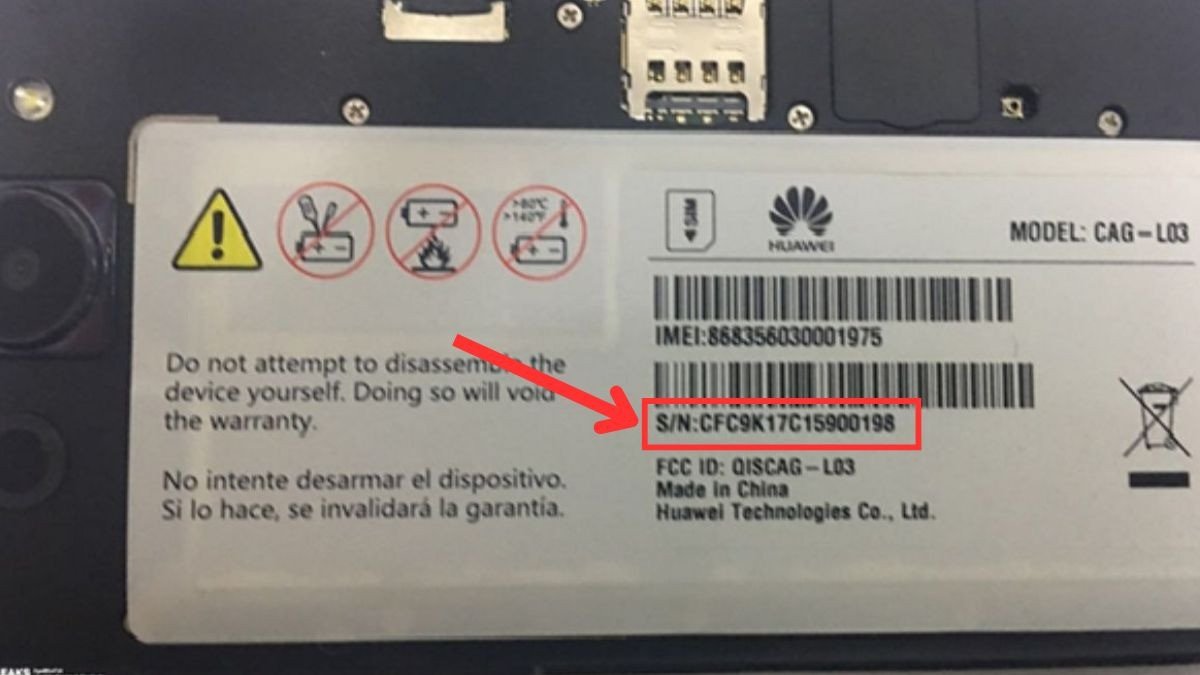 >60℃
>140℉
SIM
HUAWEI
MODEL: CAG-L03
IMEI:868356030001975
Do not attempt to disassemble the
device yourself. Doing so will void
the warranty.
S/N:CFC9K17C15900198
No intente desarmar el dispositivo.
Si lo hace, se invalidará la garantía.
FCC ID: QISCAG-L03
Made in China
Huawei Technologies Co., Ltd.